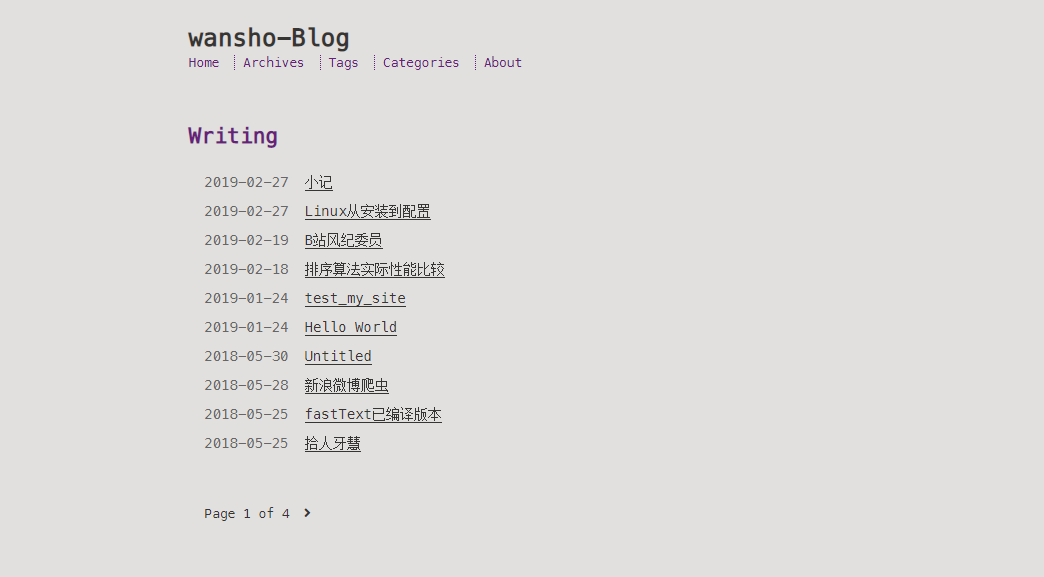 wansho-Blog
Home Archives Tags Categories About
Writing
2019-02-27 小记
2019-02-27 Linux从安装到配置
2019-02-19 B站风纪委员
2019-02-18 排序算法实际性能比较
2019-01-24 test_my_site
2019-01-24 Hello World
2018-05-30 Untitled
2018-05-28 新浪微博爬虫
2018-05-25 fastText已编译版本
2018-05-25 拾人牙慧
Page 1 of 4 >